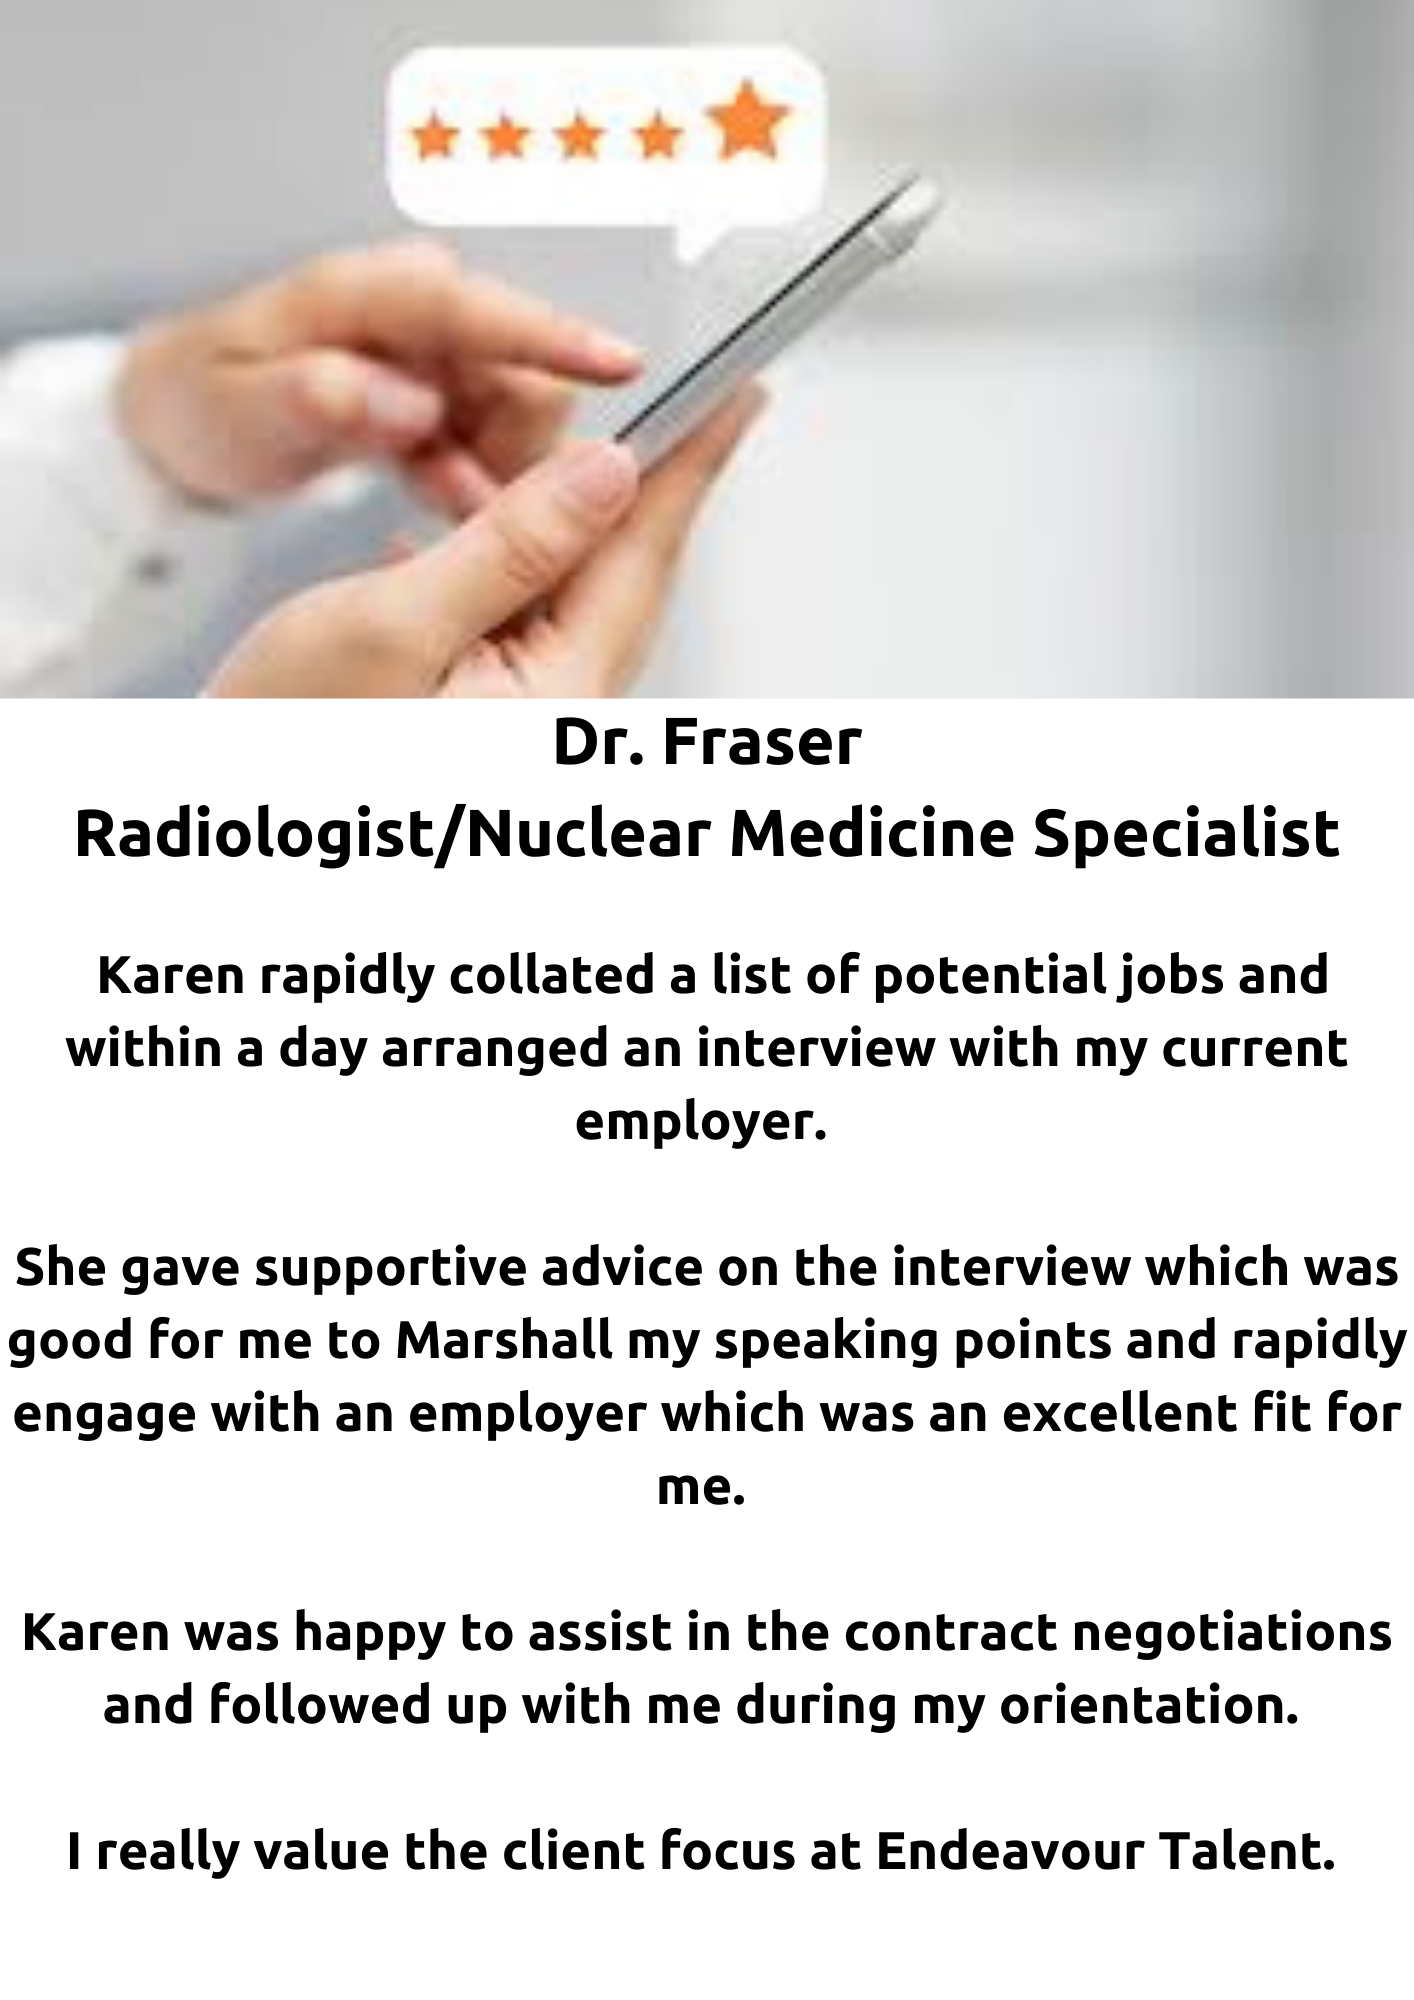 Dr. Fraser
Radiologist/Nuclear Medicine Specialist
Karen rapidly collated a list of potential jobs and
within a day arranged an interview with my current
employer.
She gave supportive advice on the interview which was
good for me to Marshall my speaking points and rapidly
engage with an employer which was an excellent fit for
me.
Karen was happy to assist in the contract negotiations
and followed up with me during my orientation.
I really value the client focus at Endeavour Talent.